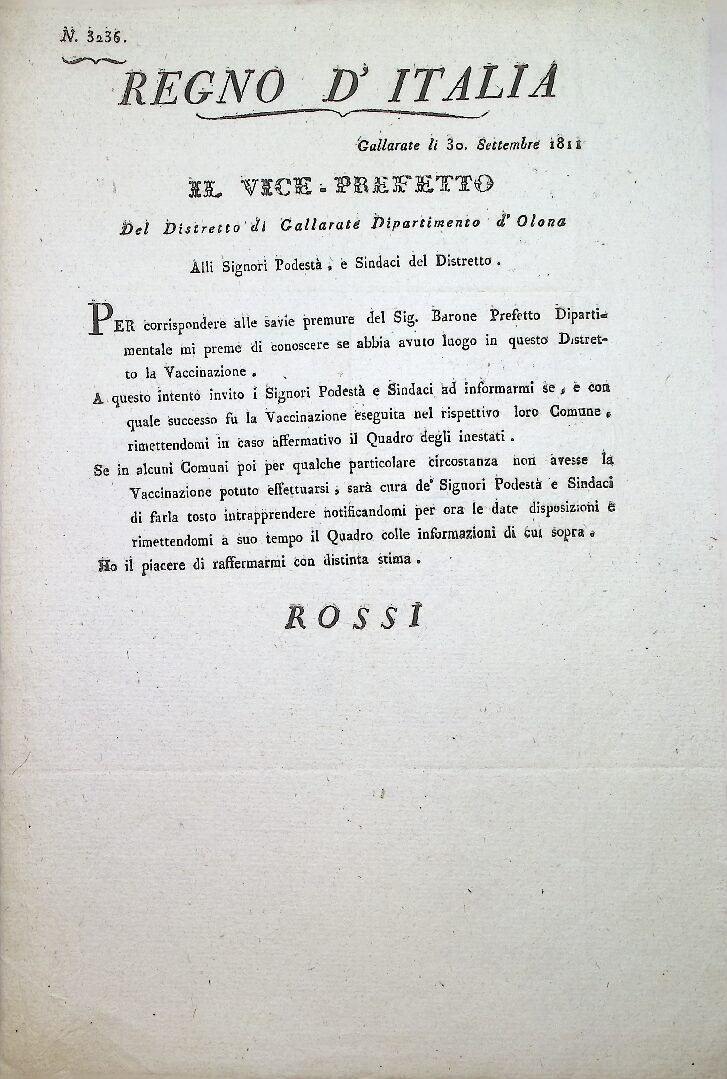 N. 3236.
REGNO D' ITALIA
Gallarate li 30. Settembre 1811
IL VICE-PREFETTO
Del Distretto di Gallarate Dipartimento d' Olona
Alli Signori Podestà, e Sindaci del Distretto.
PER corrispondere alle savie premure del Sig. Barone Prefetto Diparti-
mentale mi preme di conoscere se abbia avuto luogo in questo Distret-
to la Vaccinazione.
A questo intento invito i Signori Podestà e Sindaci ad informarmi se, e con
quale successo fu la Vaccinazione eseguita nel rispettivo loro Comune,
rimettendomi in caso affermativo il Quadro degli inestati.
Se in alcuni Comuni poi per qualche particolare circostanza non avesse la
Vaccinazione potuto effettuarsi, sarà cura de' Signori Podestà e Sindaci
di farla tosto intrapprendere notificandomi per ora le date disposizioni e
rimettendomi a suo tempo il Quadro colle informazioni di cui sopra.
Ho il piacere di raffermarmi con distinta stima.
ROSSI